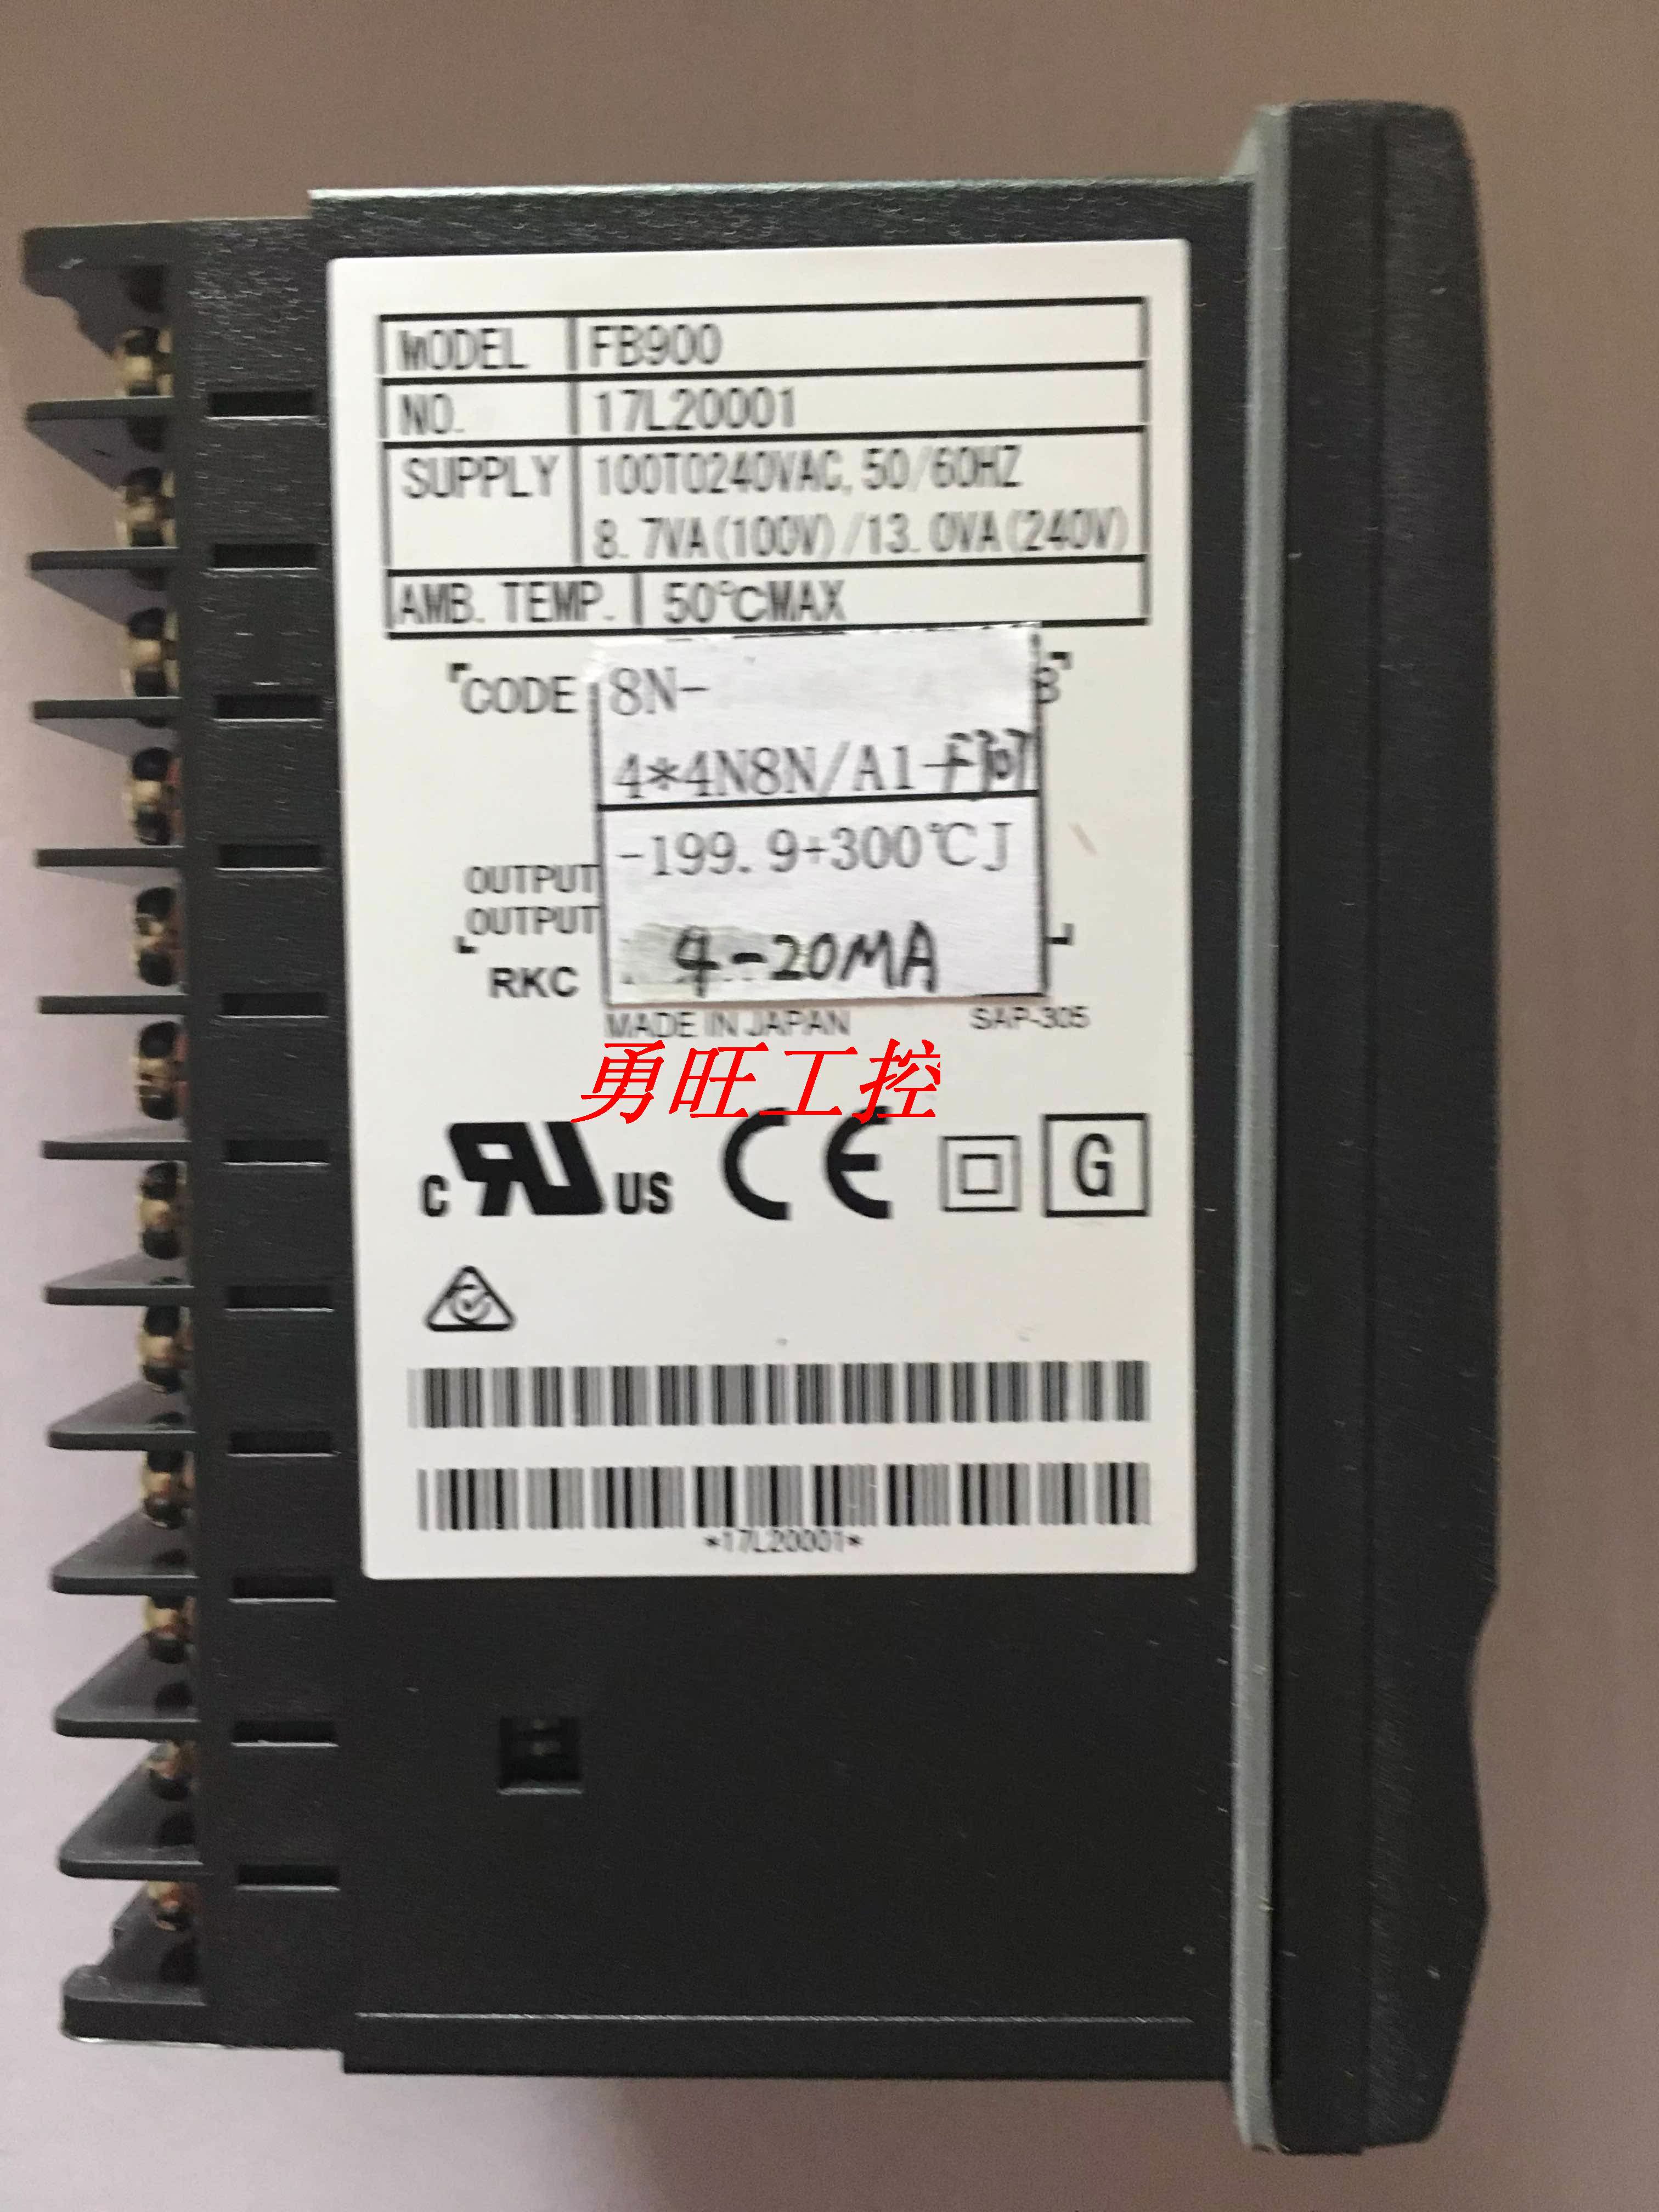 MODEL FB900
NO. 17L20001
SUPPLY 100TO240VAC, 50/60HZ
8. 7VA(100V)/13. 0VA(240V)
AMB. TEMP. 50℃MAX
CODE 8N- B
4*4N8N/A1-
-199. 9+300℃J
OUTPUT
OUTPUT
4-20MA
RKC
MADE IN JAPAN SAP-305
勇旺工控
C US CE G
*17L20001*